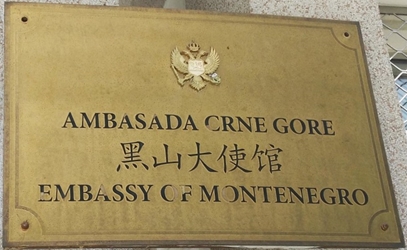 AMBASADA CRNE GORE
黑山大使馆
EMBASSY OF MONTENEGRO